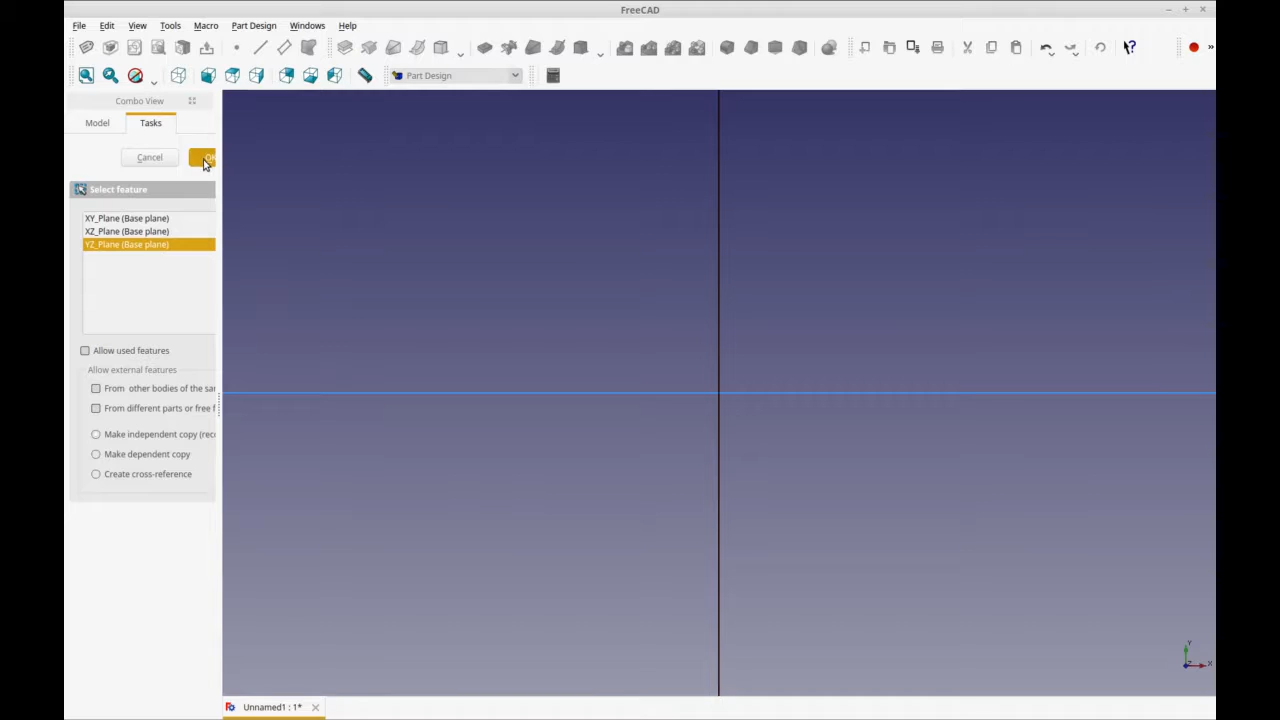 FreeCAD
File Edit View Tools Macro Part Design Windows Help
Part Design
Combo View
Model Tasks
Cancel
Select feature
XY_Plane (Base plane)
XZ_Plane (Base plane)
YZ_Plane (Base plane)
Allow used features
Allow external features
From other bodies of the sa
From different parts or free f
Make independent copy (rec
Make dependent copy
Create cross-reference
Y
Z X
Unnamed1 : 1*